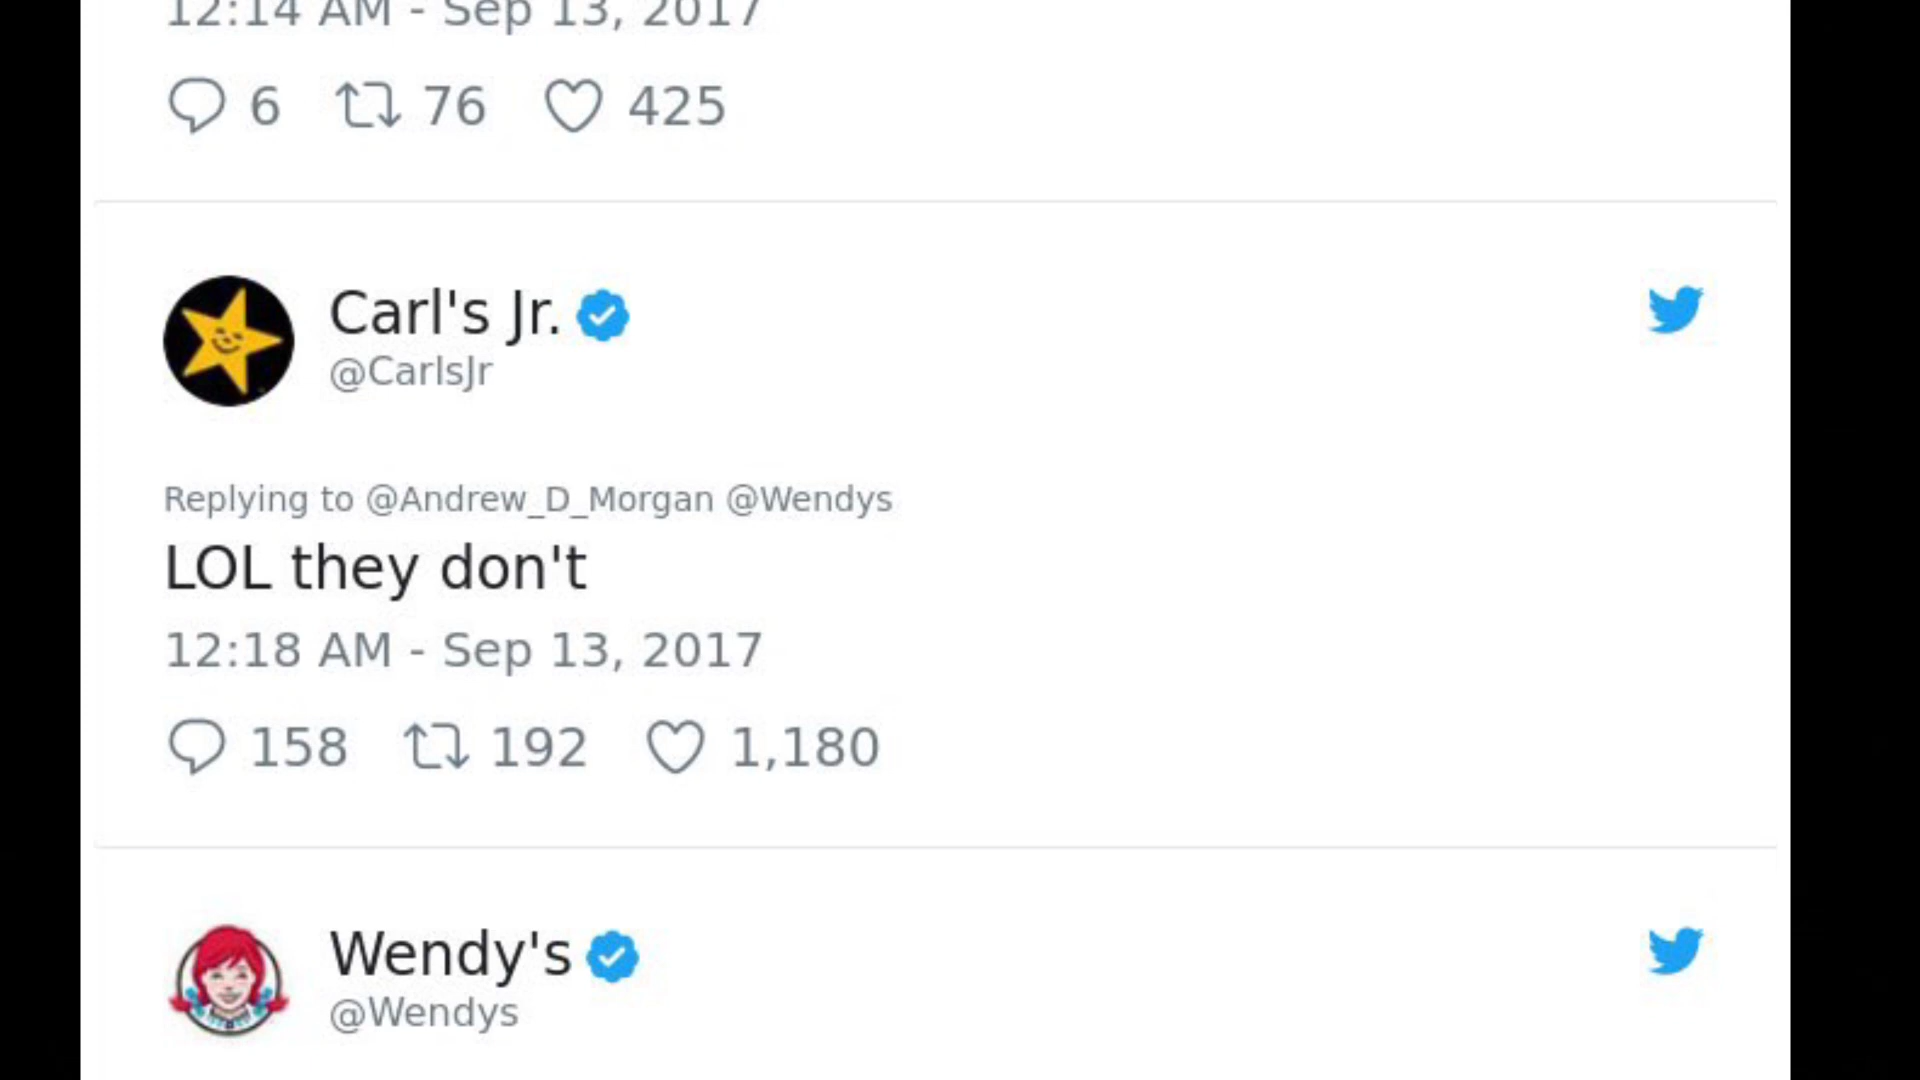 12:14 AM - Sep 13, 2017
6 76 425
Carl's Jr.
@CarlsJr
Replying to @Andrew_D_Morgan @Wendys
LOL they don't
12:18 AM - Sep 13, 2017
158 192 1,180
Wendy's
@Wendys